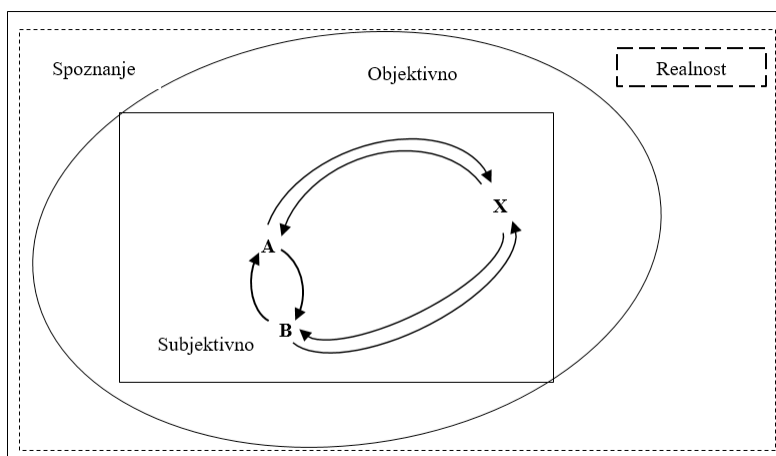 Spoznanje
Objektivno
Realnost
X
A
B
Subjektivno